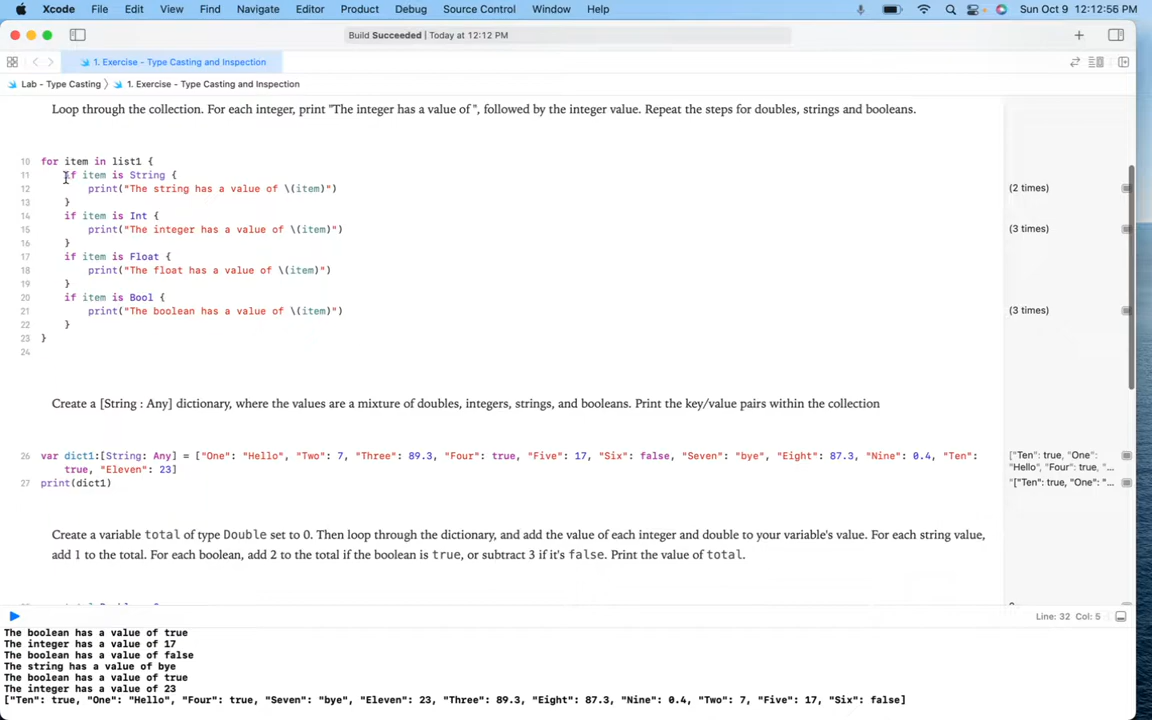 Xcode File Edit View Find Navigate Editor Product Debug Source Control Window Help Sun Oct 9 12:12:56 PM
Build Succeeded | Today at 12:12 PM
1. Exercise - Type Casting and Inspection
Lab - Type Casting 〉 1. Exercise - Type Casting and Inspection
Loop through the collection. For each integer, print "The integer has a value of ", followed by the integer value. Repeat the steps for doubles, strings and booleans.
10 for item in list1 {
11 if item is String {
12 print("The string has a value of \(item)") (2 times)
13 }
14 if item is Int {
15 print("The integer has a value of \(item)") (3 times)
16 }
17 if item is Float {
18 print("The float has a value of \(item)")
19 }
20 if item is Bool {
21 print("The boolean has a value of \(item)") (3 times)
22 }
23 }
24
Create a [String : Any] dictionary, where the values are a mixture of doubles, integers, strings, and booleans. Print the key/value pairs within the collection
26 var dict1:[String: Any] = ["One": "Hello", "Two": 7, "Three": 89.3, "Four": true, "Five": 17, "Six": false, "Seven": "bye", "Eight": 87.3, "Nine": 0.4, "Ten": ["Ten": true, "One":
true, "Eleven": 23] "Hello", "Four": true, "...
27 print(dict1) "["Ten": true, "One": "...
Create a variable total of type Double set to 0. Then loop through the dictionary, and add the value of each integer and double to your variable's value. For each string value,
add 1 to the total. For each boolean, add 2 to the total if the boolean is true, or subtract 3 if it's false. Print the value of total.
Line: 32 Col: 5
The boolean has a value of true
The integer has a value of 17
The boolean has a value of false
The string has a value of bye
The boolean has a value of true
The integer has a value of 23
["Ten": true, "One": "Hello", "Four": true, "Seven": "bye", "Eleven": 23, "Three": 89.3, "Eight": 87.3, "Nine": 0.4, "Two": 7, "Five": 17, "Six": false]